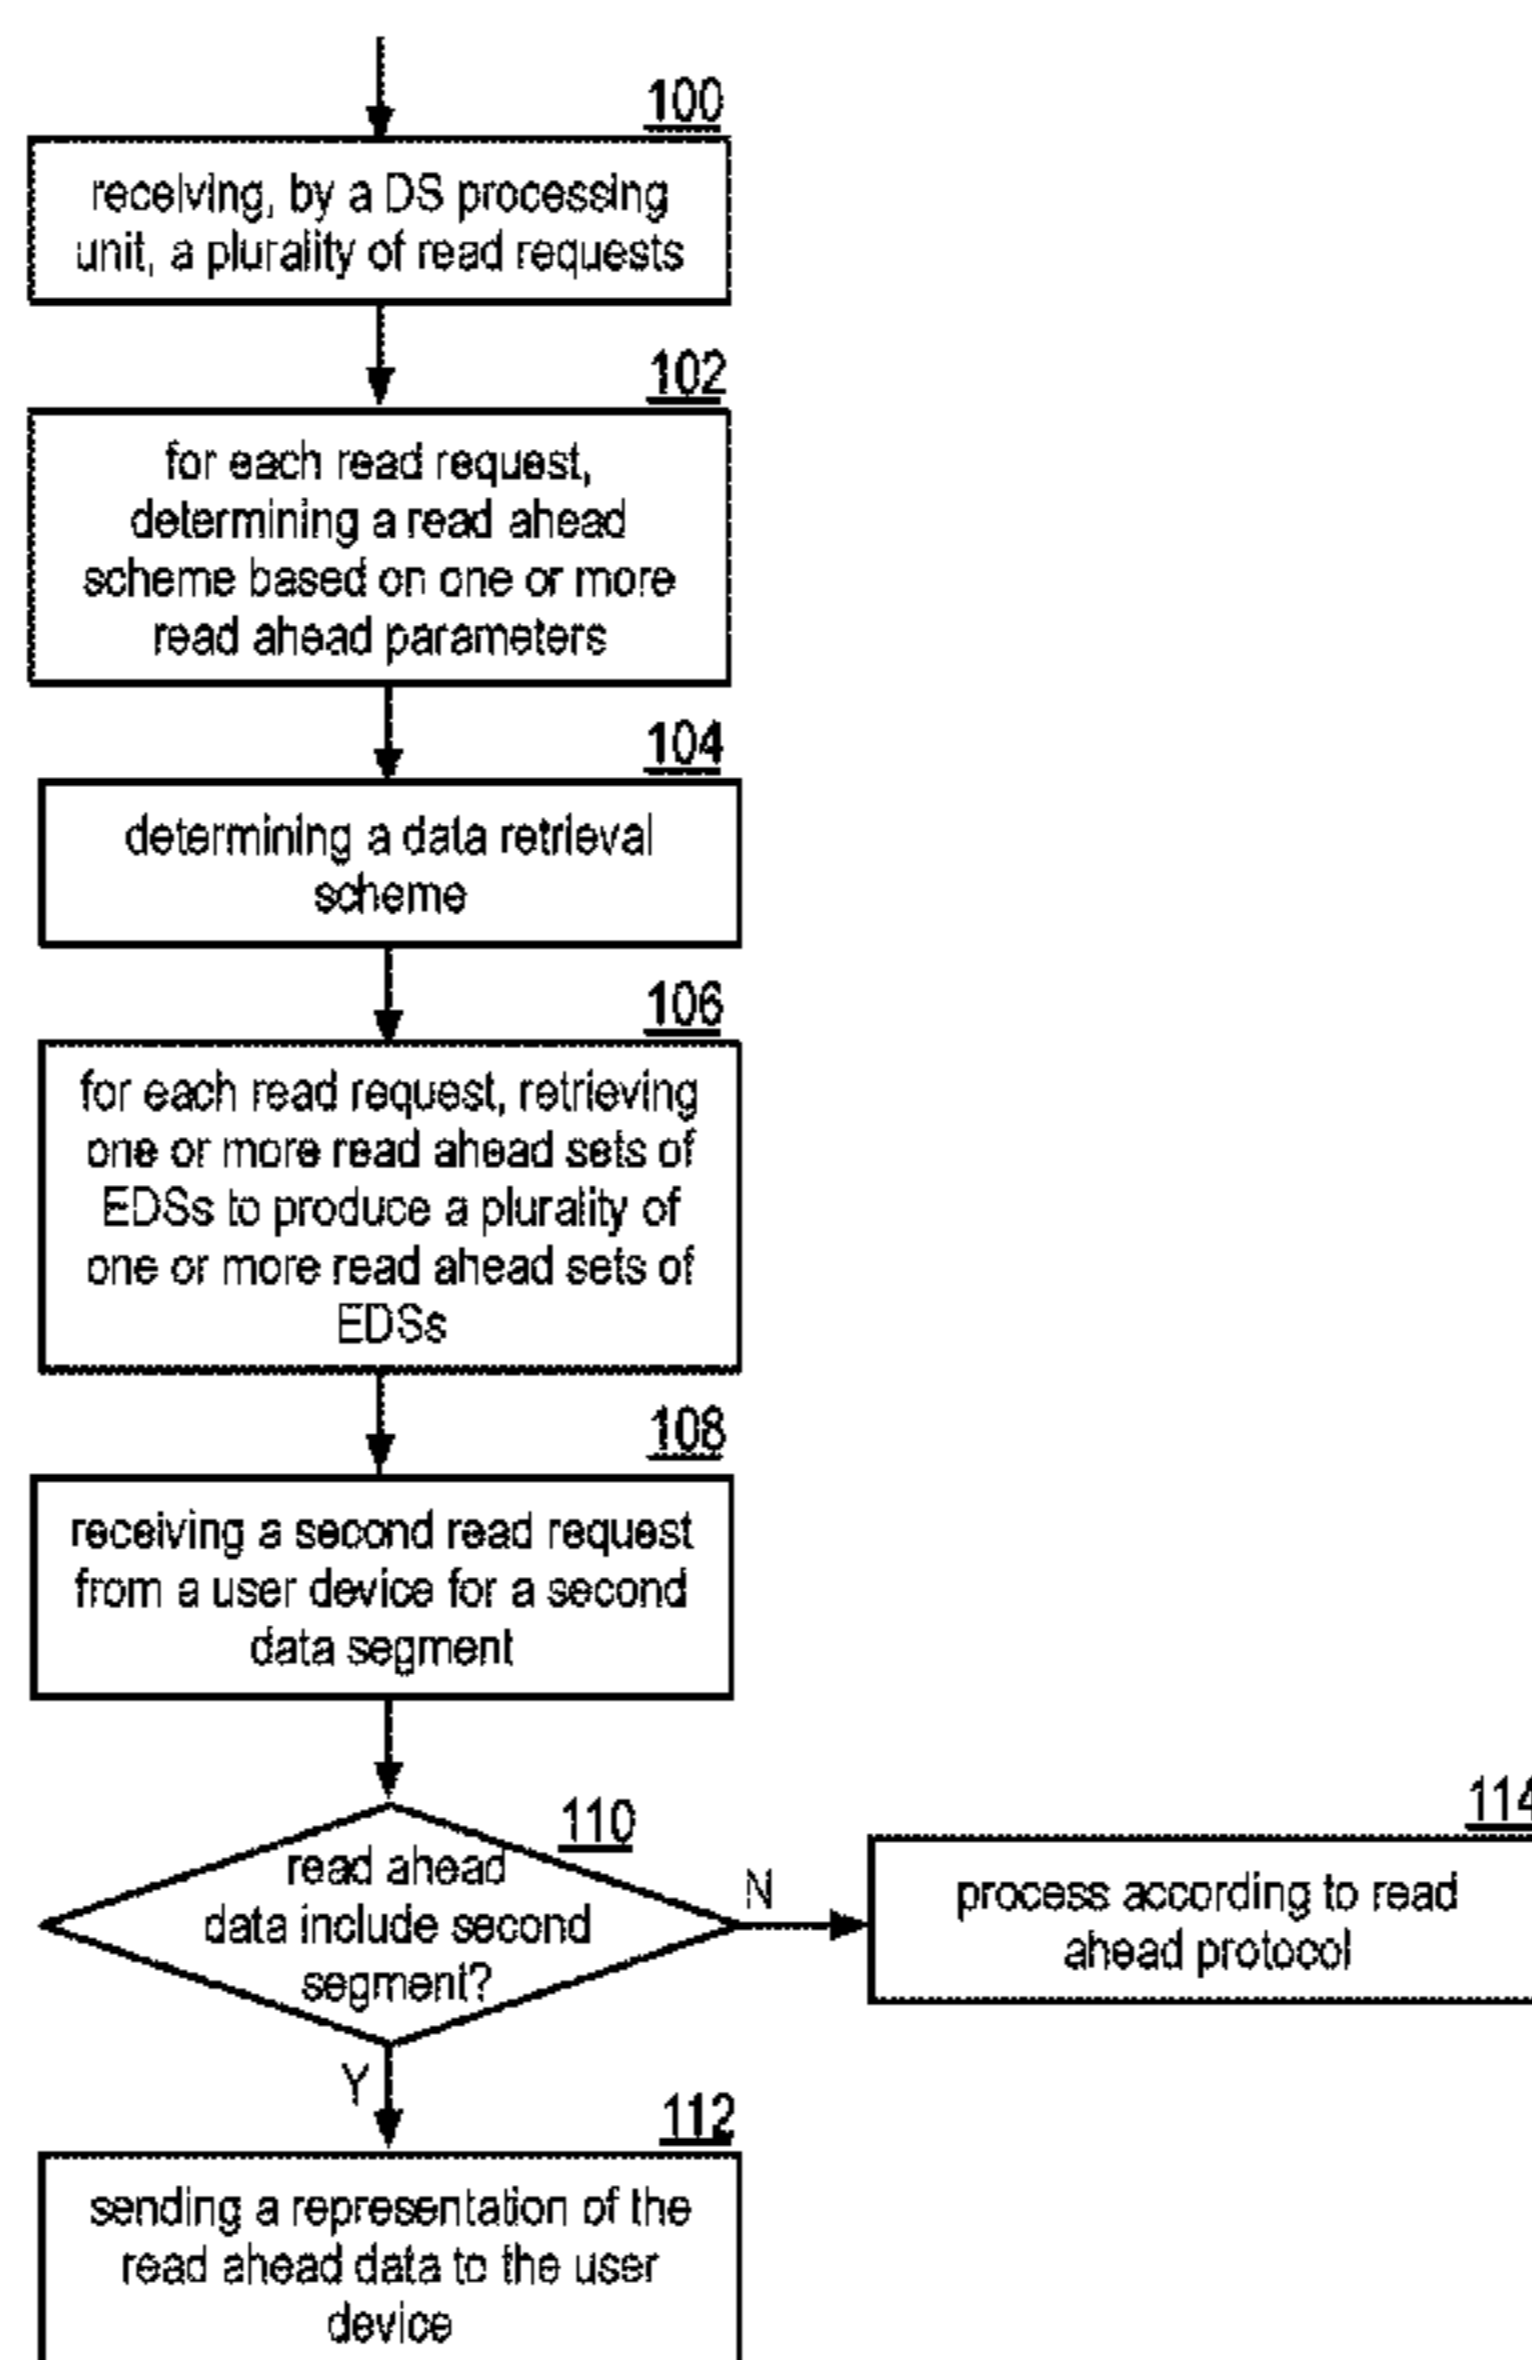 100
receiving, by a DS processing
unit, a plurality of read requests
102
for each read request,
determining a read ahead
scheme based on one or more
read ahead parameters
104
determining a data retrieval
scheme
106
for each read request, retrieving
one or more read ahead sets of
EDSs to produce a plurality of
one or more read ahead sets of
EDSs
108
receiving a second read request
from a user device for a second
data segment
110
read ahead
data include second
segment?
N
114
process according to read
ahead protocol
Y
112
sending a representation of the
read ahead data to the user
device